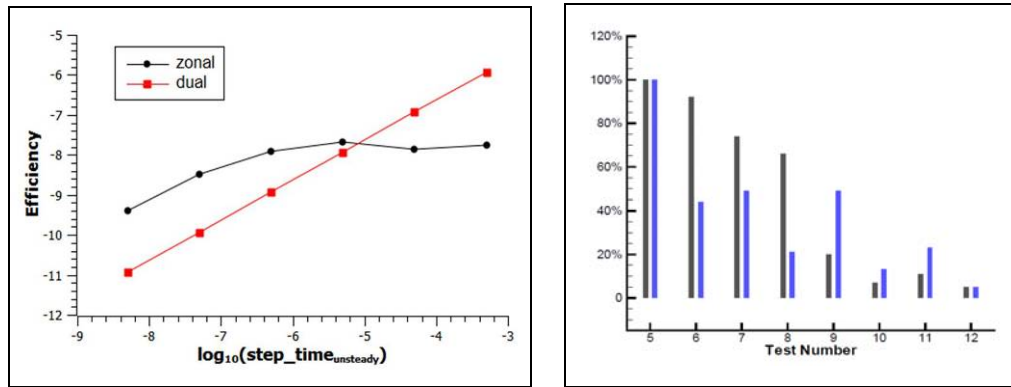 -5
-6
-7
-8
-9
-10
-11
-12
Efficiency
zonal
dual
-9 -8 -7 -6 -5 -4 -3
log₁₀(step_time_unsteady)
120%
100%
80%
60%
40%
20%
0
5 6 7 8 9 10 11 12
Test Number